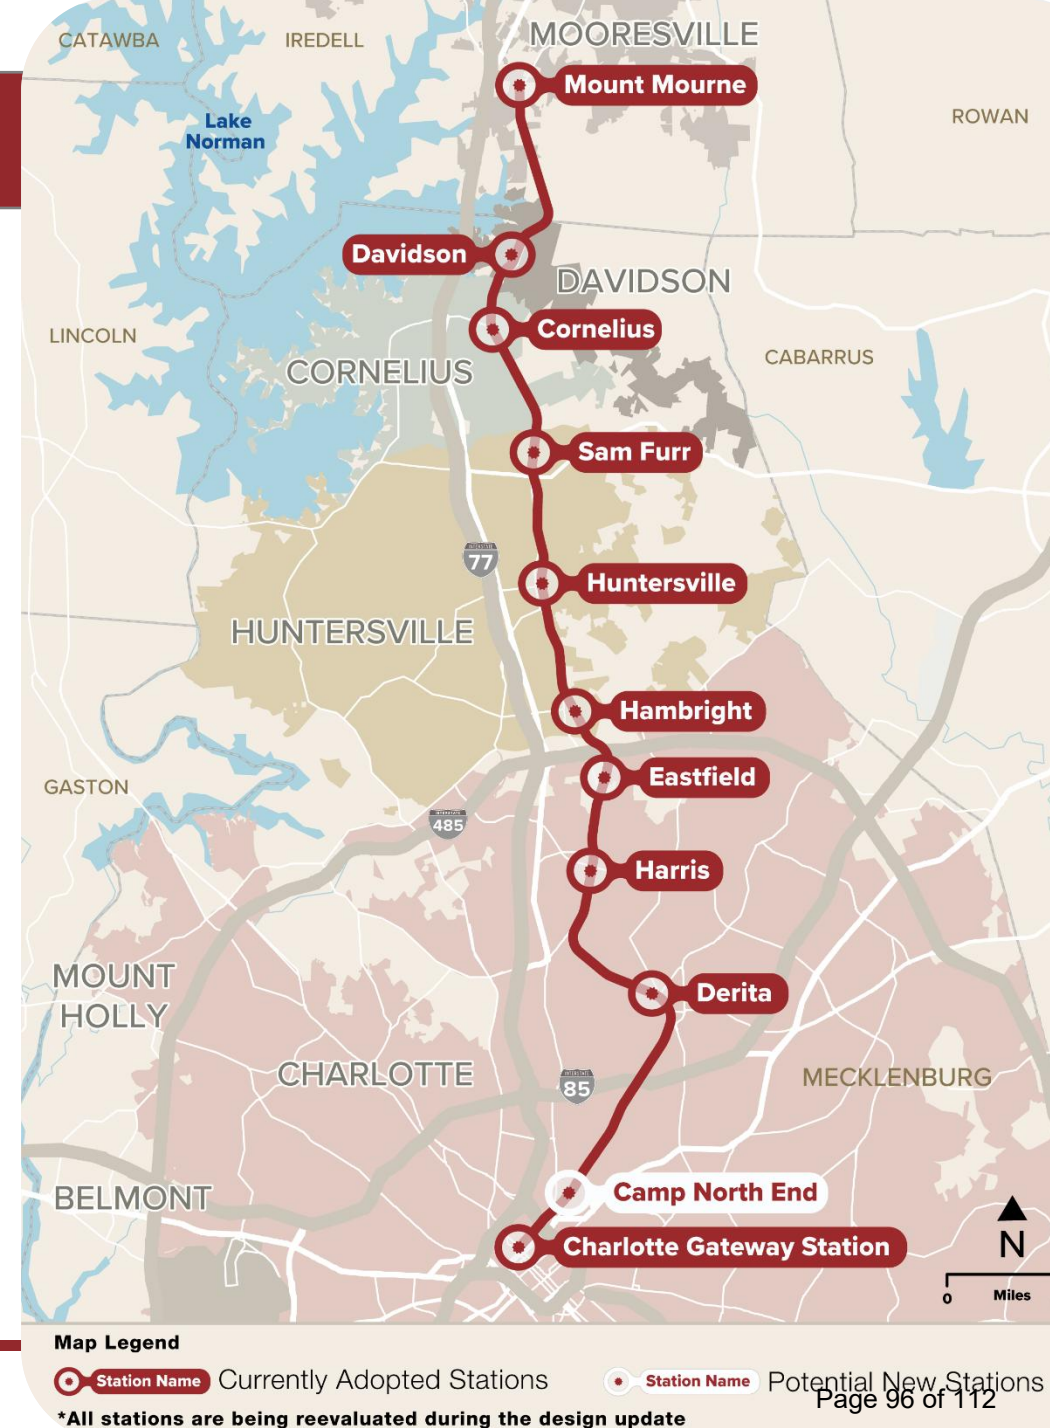 CATAWBA
IREDELL
MOORESVILLE
Mount Mourne
ROWAN
Lake
Norman
Davidson
DAVIDSON
Cornelius
LINCOLN
CORNELIUS
CABARRUS
Sam Furr
INTERSTATE
77
Huntersville
HUNTERSVILLE
Hambright
Eastfield
GASTON
INTERSTATE
485
Harris
MOUNT
HOLLY
Derita
CHARLOTTE
INTERSTATE
85
MECKLENBURG
BELMONT
Camp North End
Charlotte Gateway Station
N
0 Miles
Map Legend
Station Name Currently Adopted Stations
Station Name Potential New Stations
Page 96 of 112
*All stations are being reevaluated during the design update